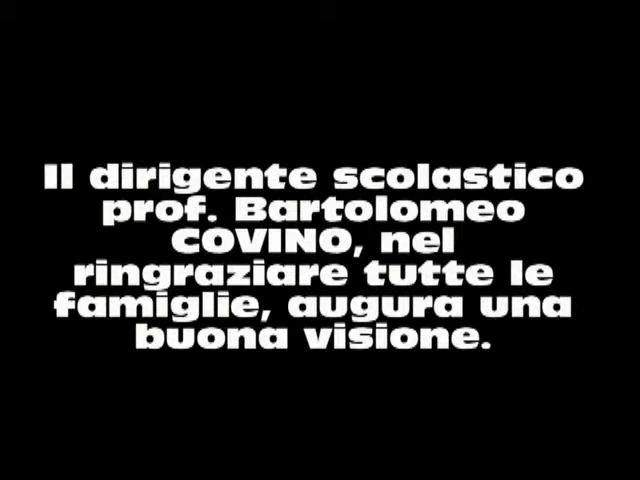 Il dirigente scolastico
prof. Bartolomeo
COVINO, nel
ringraziare tutte le
famiglie, augura una
buona visione.